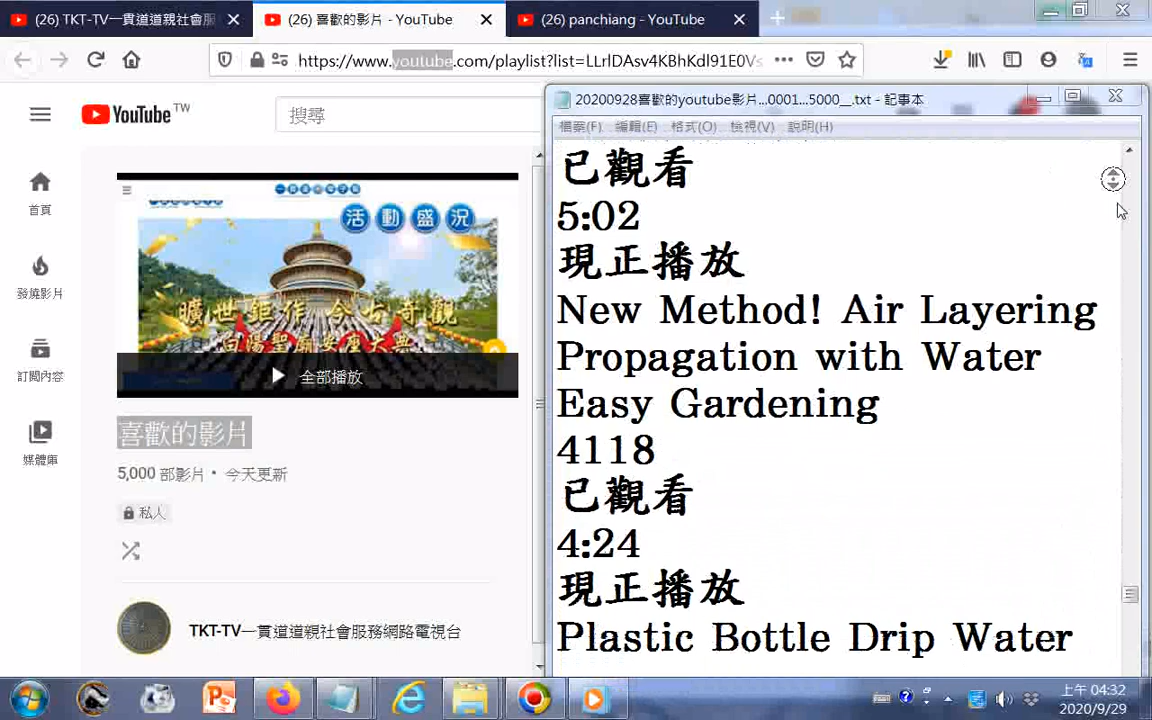 (26) TKT-TV一貫道道親社會服
(26) 喜歡的影片 - YouTube
(26) panchiang - YouTube
https://www.youtube.com/playlist?list=LLrlDAsv4KBhKdl91E0Vs
YouTube TW
搜尋
首頁
發燒影片
訂閱內容
媒體庫
活動盛況
曠世鉅作 今古奇觀
白陽聖廟安座大典
全部播放
喜歡的影片
5,000 部影片 • 今天更新
私人
TKT-TV一貫道道親社會服務網路電視台
20200928喜歡的youtube影片...0001...5000__.txt - 記事本
檔案(F) 編輯(E) 格式(O) 檢視(V) 說明(H)
已觀看
5:02
現正播放
New Method! Air Layering
Propagation with Water
Easy Gardening
4118
已觀看
4:24
現正播放
Plastic Bottle Drip Water
上午 04:32
2020/9/29